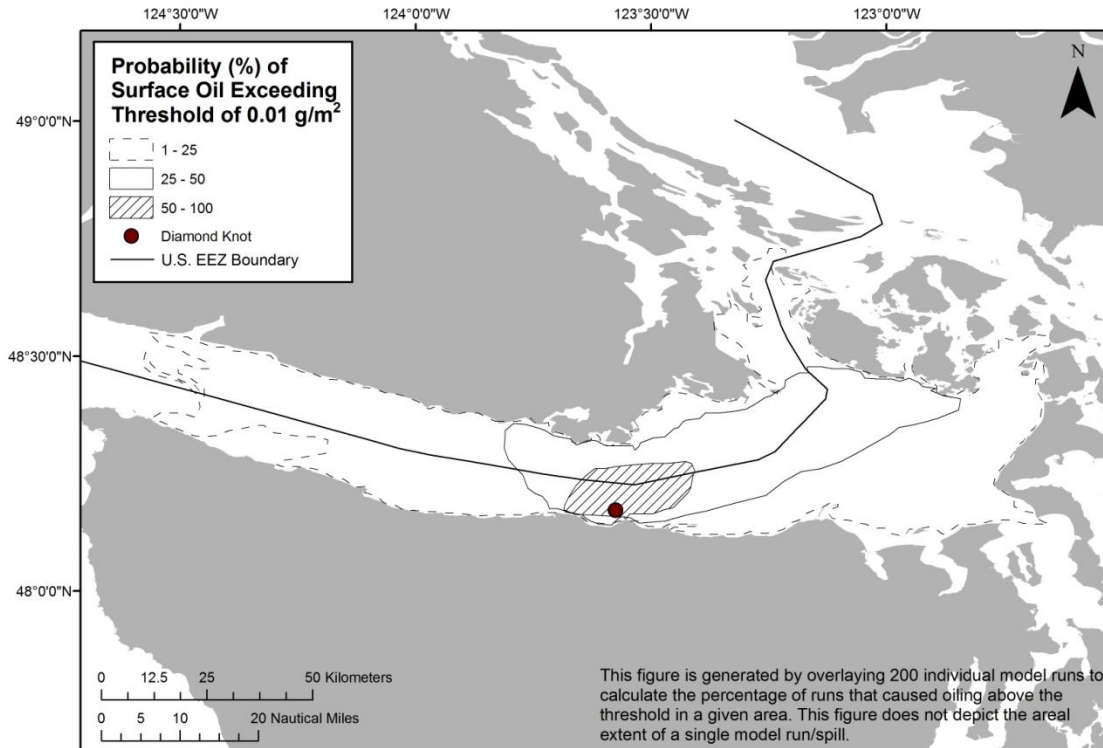 124°30'0"W 124°0'0"W 123°30'0"W 123°0'0"W
Probability (%) of
Surface Oil Exceeding
Threshold of 0.01 g/m²
1 - 25
25 - 50
50 - 100
Diamond Knot
U.S. EEZ Boundary
N
49°0'0"N
48°30'0"N
48°0'0"N
0 12.5 25 50 Kilometers
0 5 10 20 Nautical Miles
This figure is generated by overlaying 200 individual model runs to
calculate the percentage of runs that caused oiling above the
threshold in a given area. This figure does not depict the areal
extent of a single model run/spill.